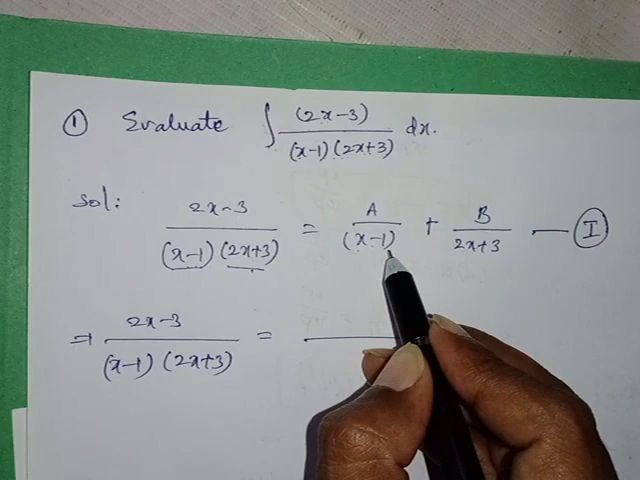 ① Evaluate ∫ (2x-3) / (x-1)(2x+3) dx.
Sol: 2x-3 / (x-1)(2x+3) = A / (x-1) + B / 2x+3 — Ⓘ
⇒ 2x-3 / (x-1)(2x+3) =